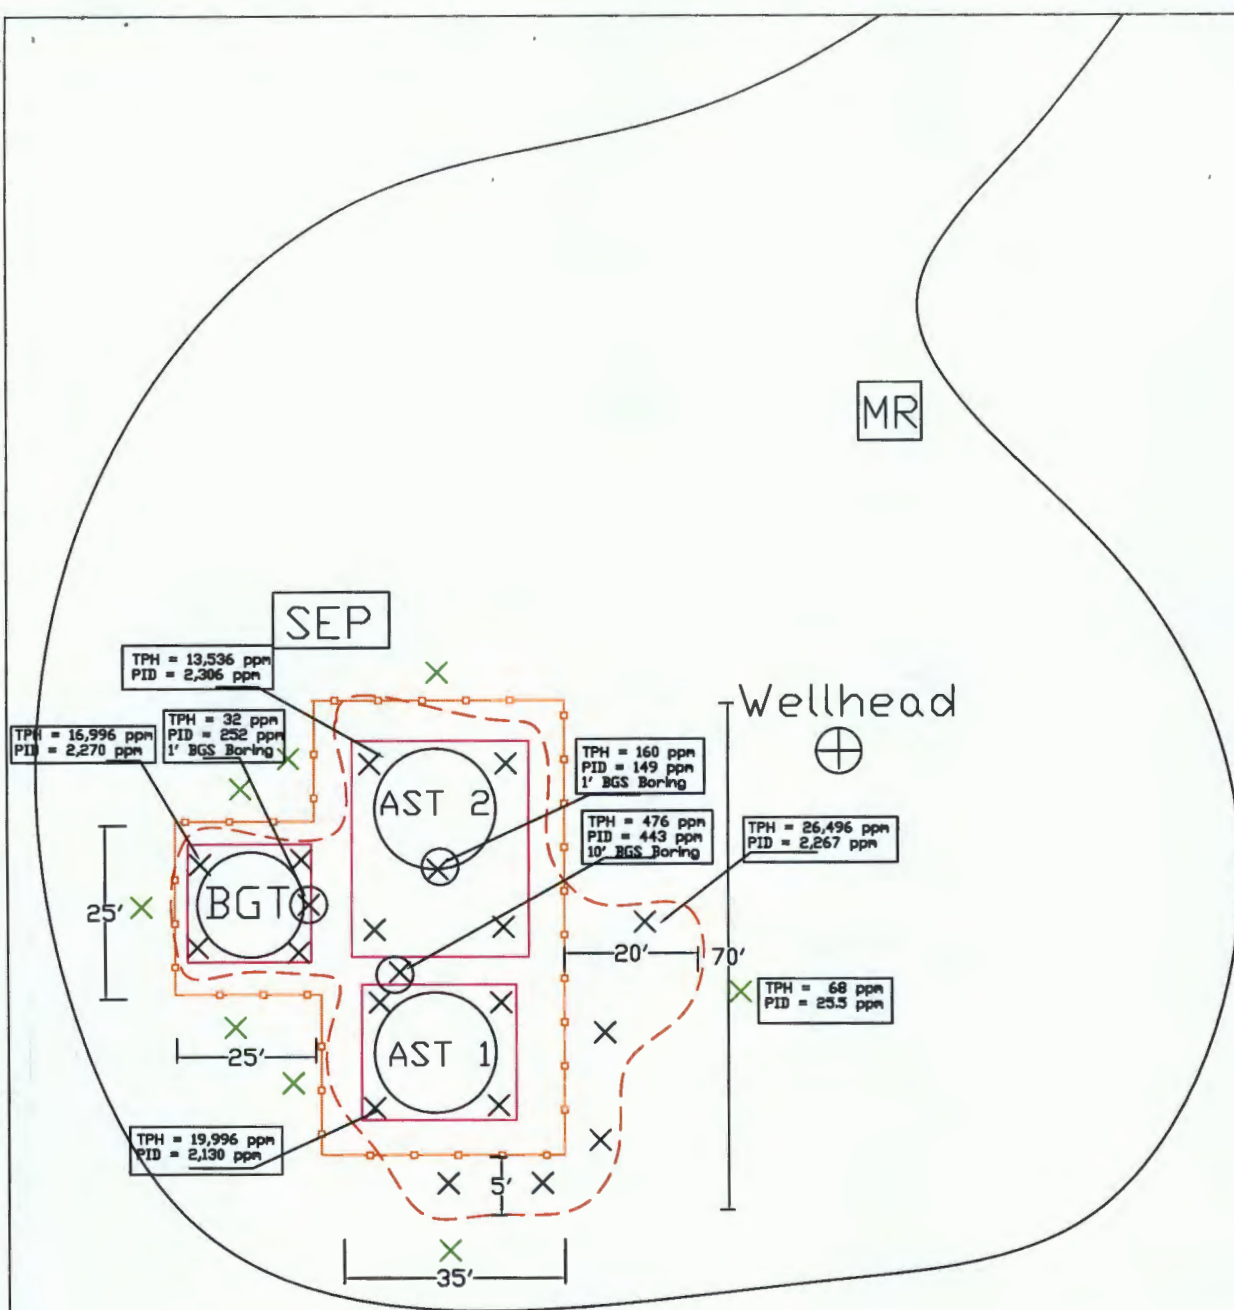 MR
SEP
TPH = 13,536 ppm
PID = 2,306 ppm
Wellhead
TPH = 32 ppm
PID = 252 ppm
1' BGS Boring
TPH = 16,996 ppm
PID = 2,270 ppm
TPH = 160 ppm
PID = 149 ppm
1' BGS Boring
AST 2
TPH = 476 ppm
PID = 443 ppm
10' BGS Boring
TPH = 26,496 ppm
PID = 2,267 ppm
BGT
25'
20'
70'
TPH = 68 ppm
PID = 25.5 ppm
25'
AST 1
TPH = 19,996 ppm
PID = 2,130 ppm
5'
35'